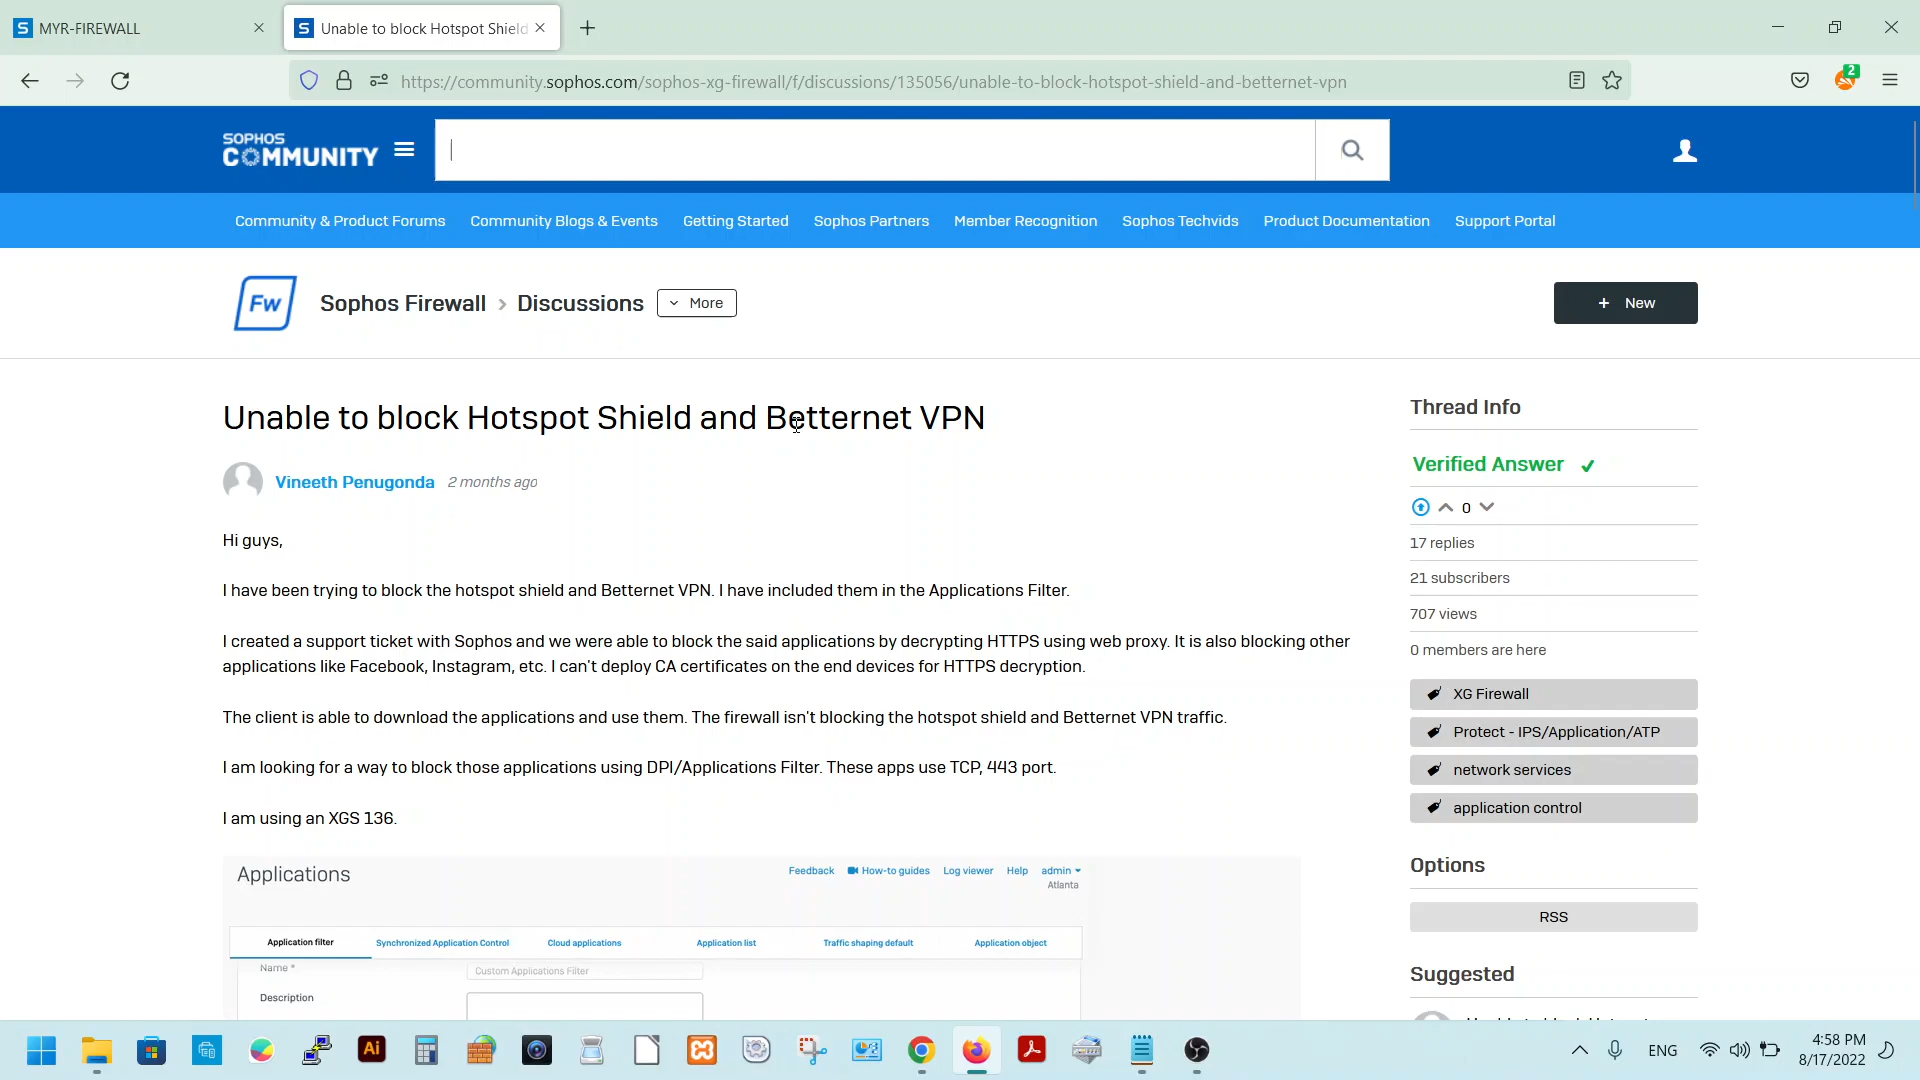 MYR-FIREWALL
Unable to block Hotspot Shield
https://community.sophos.com/sophos-xg-firewall/f/discussions/135056/unable-to-block-hotspot-shield-and-betternet-vpn
2
SOPHOS
COMMUNITY
Community & Product Forums
Community Blogs & Events
Getting Started
Sophos Partners
Member Recognition
Sophos Techvids
Product Documentation
Support Portal
Fw
Sophos Firewall > Discussions
More
+ New
Unable to block Hotspot Shield and Betternet VPN
Vineeth Penugonda 2 months ago
Hi guys,
I have been trying to block the hotspot shield and Betternet VPN. I have included them in the Applications Filter.
I created a support ticket with Sophos and we were able to block the said applications by decrypting HTTPS using web proxy. It is also blocking other
applications like Facebook, Instagram, etc. I can't deploy CA certificates on the end devices for HTTPS decryption.
The client is able to download the applications and use them. The firewall isn't blocking the hotspot shield and Betternet VPN traffic.
I am looking for a way to block those applications using DPI/Applications Filter. These apps use TCP, 443 port.
I am using an XGS 136.
Applications
Feedback
How-to guides
Log viewer
Help
admin
Atlanta
Application filter
Synchronized Application Control
Cloud applications
Application list
Traffic shaping default
Application object
Name *
Custom Applications Filter
Description
Thread Info
Verified Answer
0
17 replies
21 subscribers
707 views
0 members are here
XG Firewall
Protect - IPS/Application/ATP
network services
application control
Options
RSS
Suggested
Ai
ENG
4:58 PM
8/17/2022